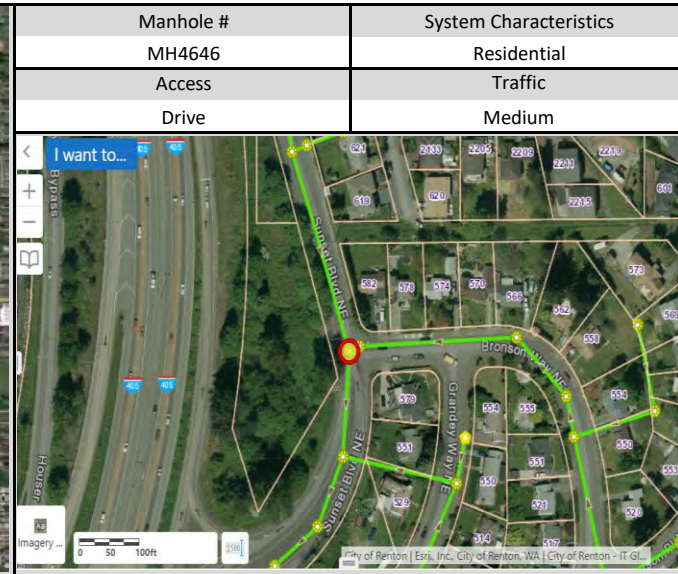 Manhole #
System Characteristics
MH4646
Residential
Access
Traffic
Drive
Medium
I want to...
405
405
621
2133
2205
2209
2211
2219
Bypass
619
620
2215
601
Sunset Blvd NE
582
578
574
570
566
562
573
569
558
Bronson Way NE
405
405
579
554
555
554
551
Grandey Way NE
550
551
550
553
529
521
520
Sunset Blvd NE
Houser
514
517
Imagery ...
0 50 100ft
City of Renton | Esri, Inc, City of Renton, WA | City of Renton - IT GI...